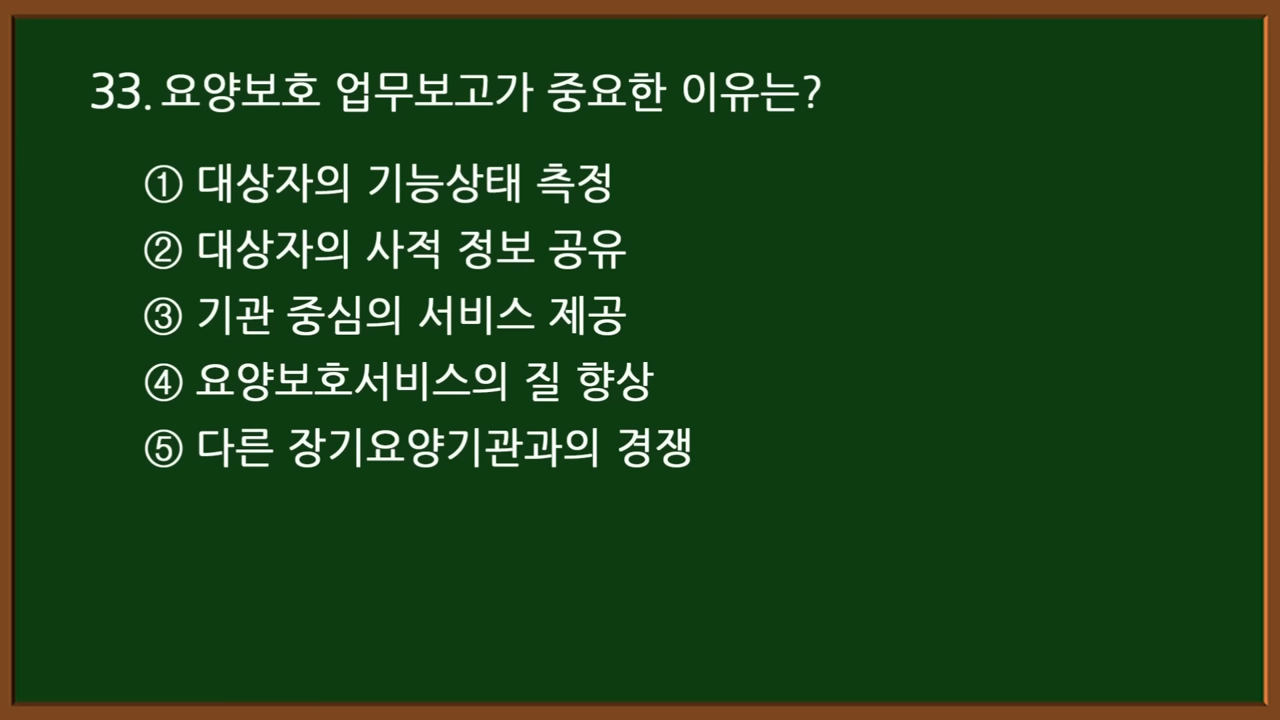 33. 요양보호 업무보고가 중요한 이유는?
① 대상자의 기능상태 측정
② 대상자의 사적 정보 공유
③ 기관 중심의 서비스 제공
④ 요양보호서비스의 질 향상
⑤ 다른 장기요양기관과의 경쟁